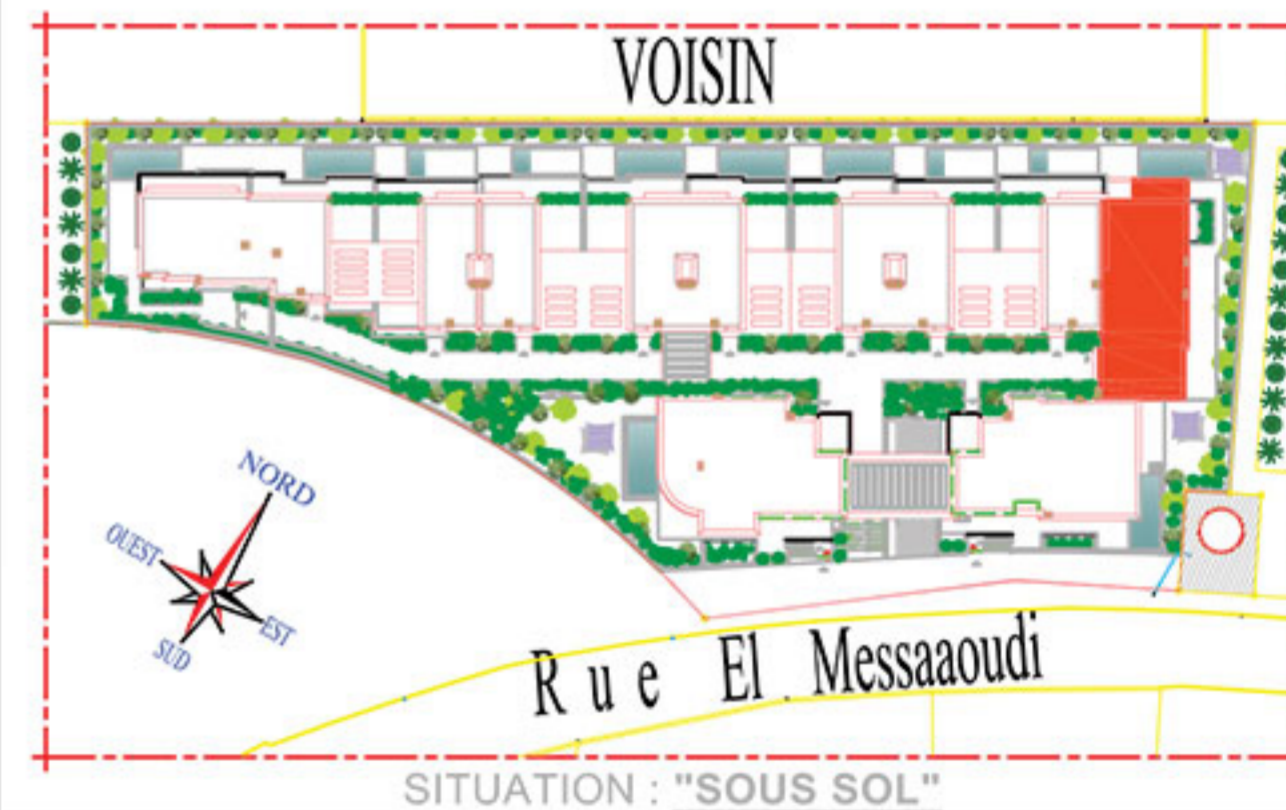 VOISIN
NORD
OUEST
EST
SUD
Rue El Messaaoudi
SITUATION : "SOUS SOL"